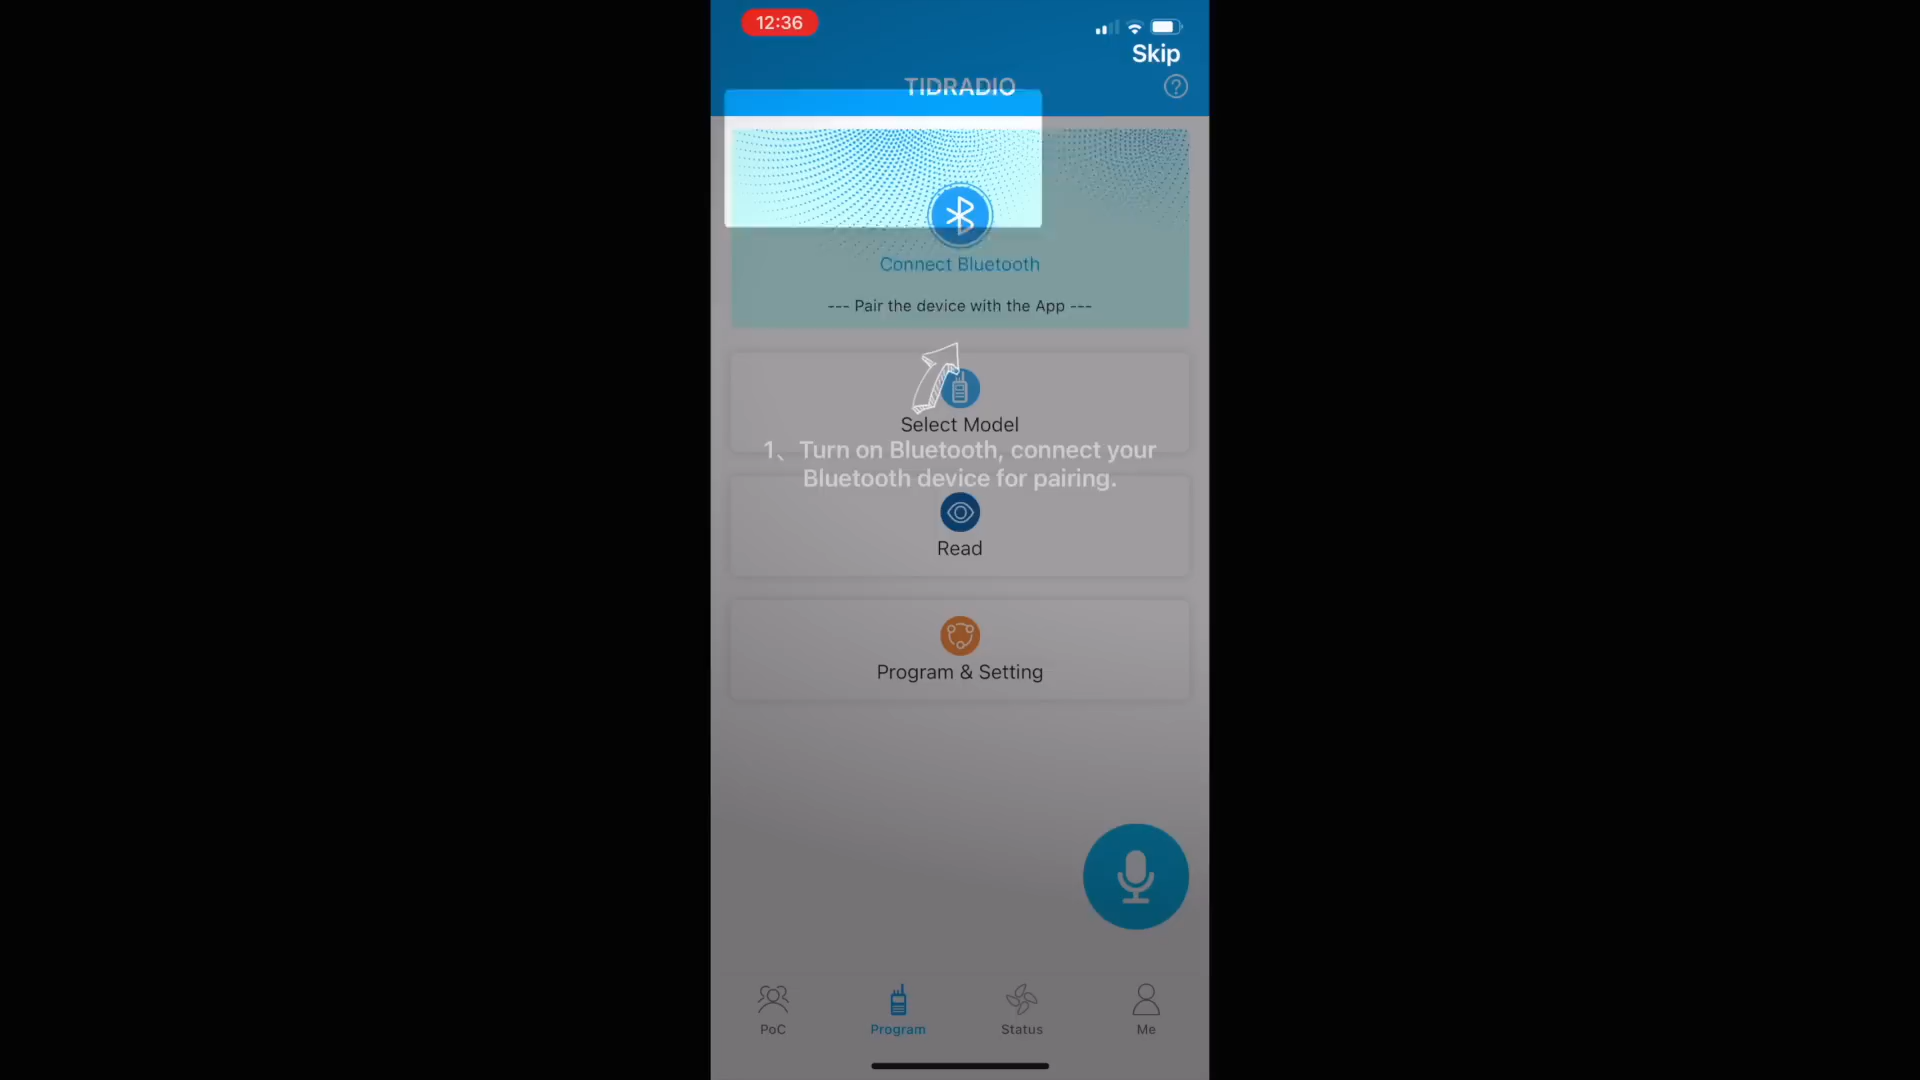 12:36
Skip
TIDRADIO
Connect Bluetooth
--- Pair the device with the App ---
Select Model
1、Turn on Bluetooth, connect your
Bluetooth device for pairing.
Read
Program & Setting
PoC
Program
Status
Me